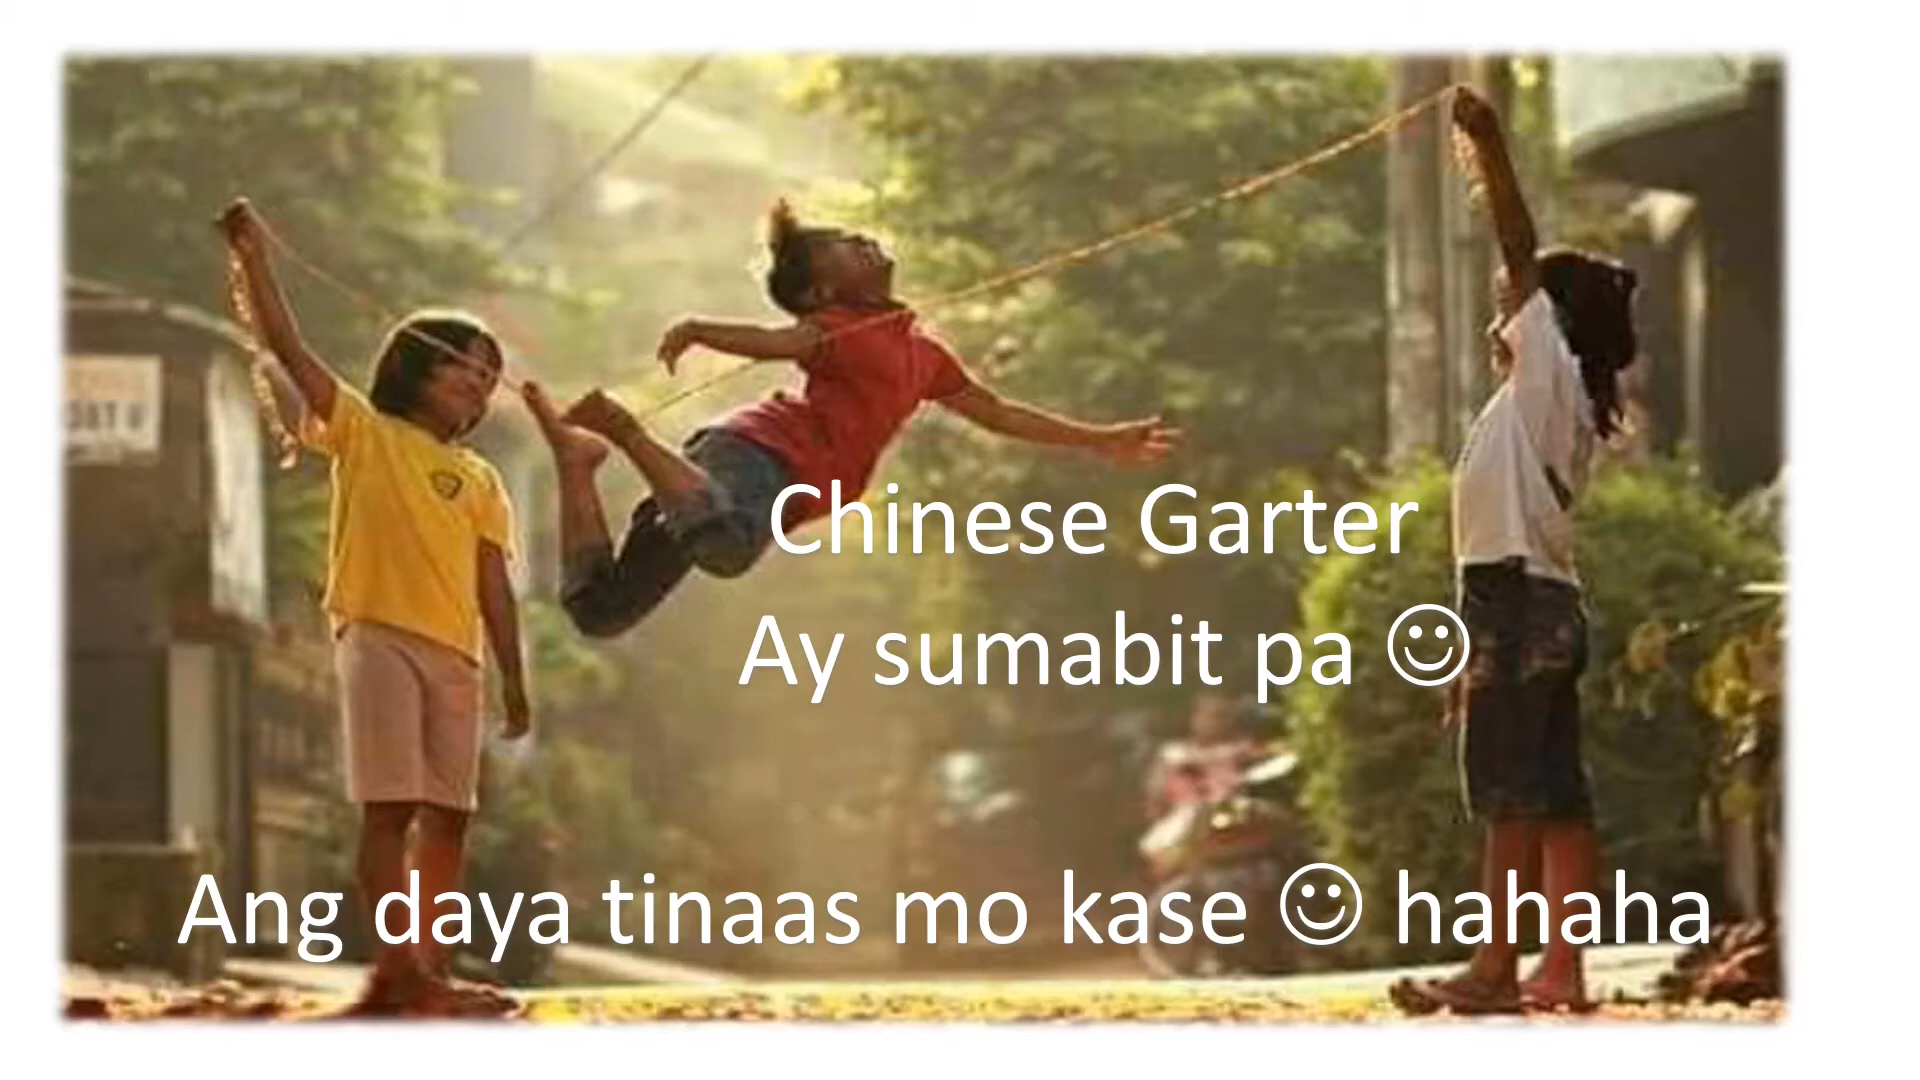 Chinese Garter
Ay sumabit pa ☺
Ang daya tinaas mo kase ☺ hahaha